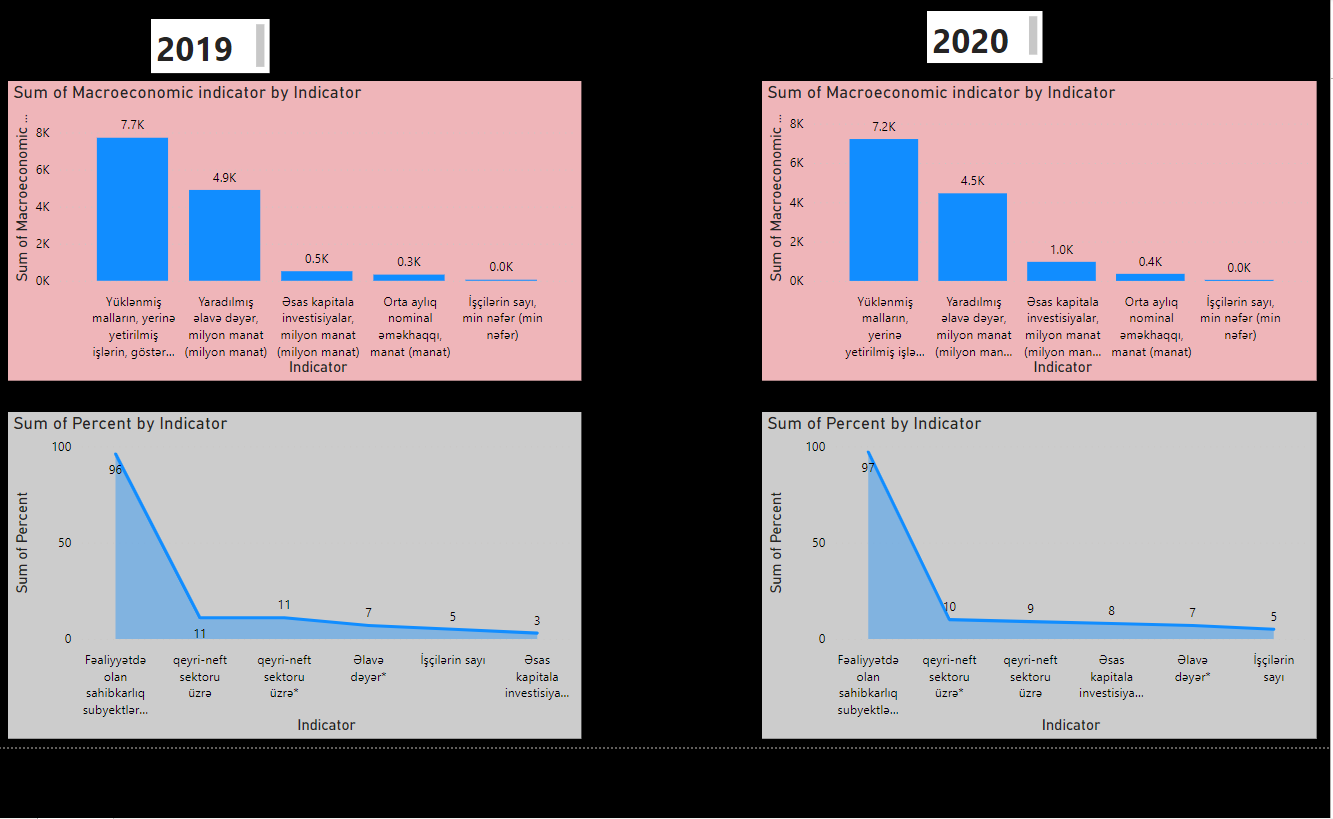 2019
2020
Sum of Macroeconomic indicator by Indicator
Sum of Macroeconomic ...
8K
6K
4K
2K
0K
7.7K
4.9K
0.5K
0.3K
0.0K
Yüklənmiş
malların, yerinə
yetirilmiş
işlərin, göstər...
Yaradılmış
əlavə dəyər,
milyon manat
(milyon manat)
Əsas kapitala
investisiyalar,
milyon manat
(milyon manat)
Orta aylıq
nominal
əməkhaqqı,
manat (manat)
İşçilərin sayı,
min nəfər (min
nəfər)
Indicator
Sum of Macroeconomic indicator by Indicator
Sum of Macroeconomic ...
8K
6K
4K
2K
0K
7.2K
4.5K
1.0K
0.4K
0.0K
Yüklənmiş
malların,
yerinə
yetirilmiş işlə...
Yaradılmış
əlavə dəyər,
milyon manat
(milyon man...
Əsas kapitala
investisiyalar,
milyon manat
(milyon man...
Orta aylıq
nominal
əməkhaqqı,
manat (manat)
İşçilərin sayı,
min nəfər (min
nəfər)
Indicator
Sum of Percent by Indicator
Sum of Percent
100
50
0
96
11
11
7
5
3
Fəaliyyətdə
olan
sahibkarlıq
subyektlər...
qeyri-neft
sektoru
üzrə
qeyri-neft
sektoru
üzrə*
Əlavə
dəyər*
İşçilərin sayı
Əsas
kapitala
investisiya...
Indicator
Sum of Percent by Indicator
Sum of Percent
100
50
0
97
10
9
8
7
5
Fəaliyyətdə
olan
sahibkarlıq
subyektlə...
qeyri-neft
sektoru
üzrə*
qeyri-neft
sektoru
üzrə
Əsas
kapitala
investisiya...
Əlavə
dəyər*
İşçilərin
sayı
Indicator